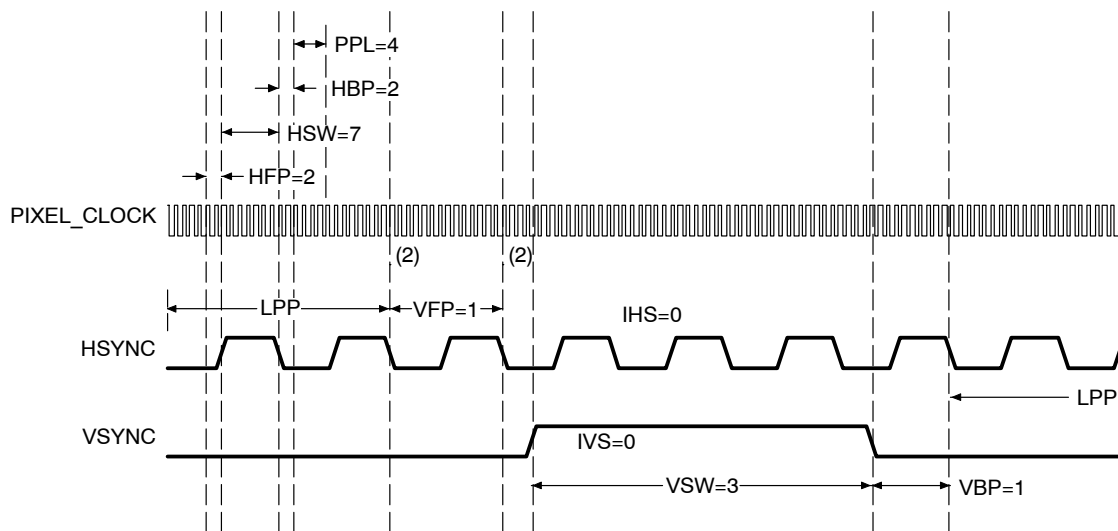 PPL=4
HBP=2
HSW=7
HFP=2
PIXEL_CLOCK
(2) (2)
LPP VFP=1 IHS=0
HSYNC
LPP
VSYNC IVS=0
VSW=3 VBP=1